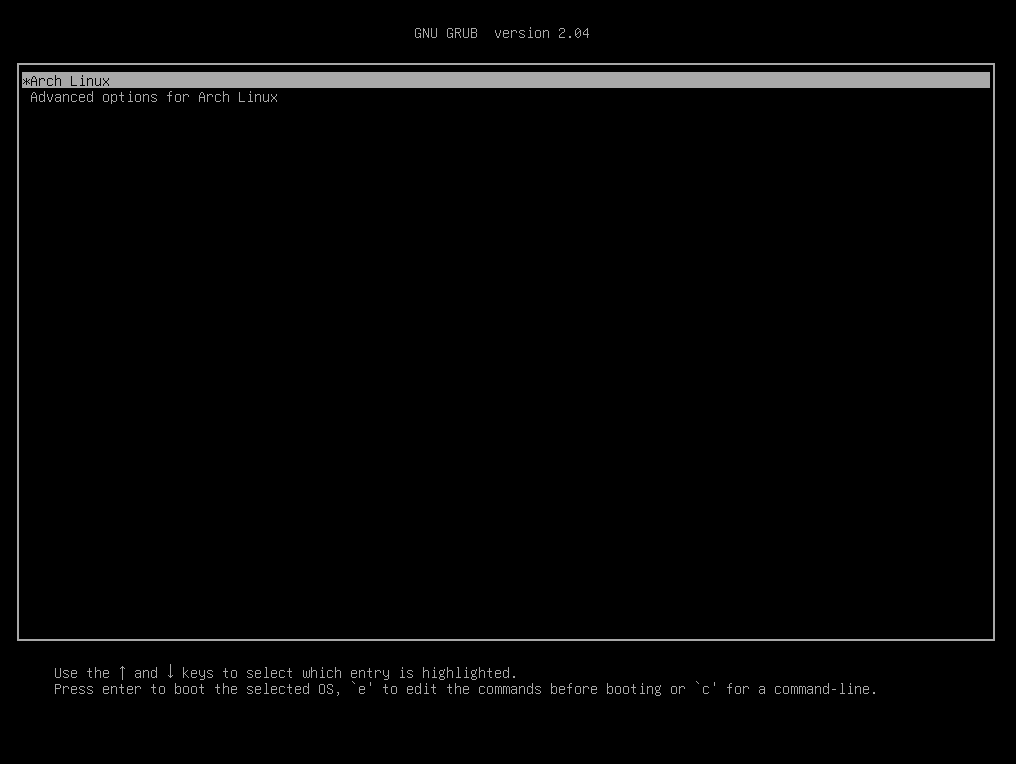 GNU GRUB  version 2.04
*Arch Linux
Advanced options for Arch Linux
Use the ↑ and ↓ keys to select which entry is highlighted.
Press enter to boot the selected OS, `e' to edit the commands before booting or `c' for a command-line.